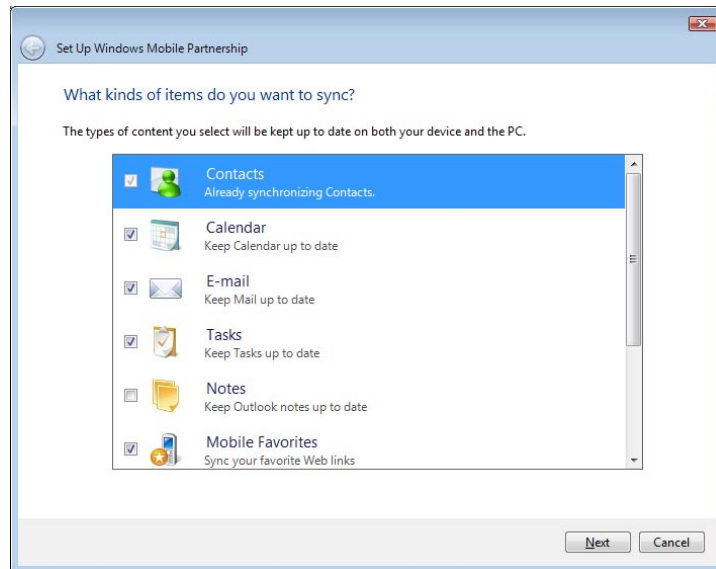 Set Up Windows Mobile Partnership
What kinds of items do you want to sync?
The types of content you select will be kept up to date on both your device and the PC.
Contacts
Already synchronizing Contacts.
Calendar
Keep Calendar up to date
E-mail
Keep Mail up to date
Tasks
Keep Tasks up to date
Notes
Keep Outlook notes up to date
Mobile Favorites
Sync your favorite Web links
Next Cancel